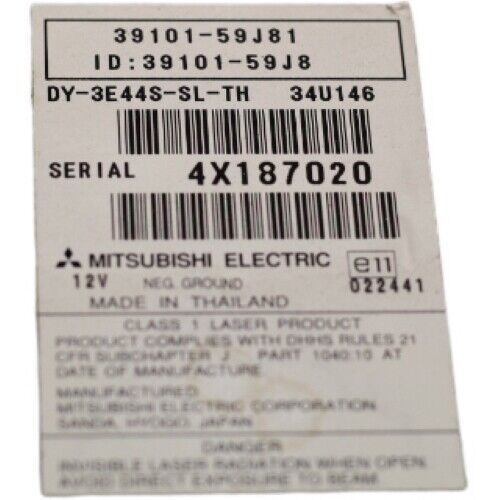 39101-59J81
ID:39101-59J8
DY-3E44S-SL-TH 34U146
SERIAL 4X187020
MITSUBISHI ELECTRIC e11
12V NEG. GROUND 022441
MADE IN THAILAND
CLASS 1 LASER PRODUCT
PRODUCT COMPLIES WITH DHHS RULES 21
CFR SUBCHAPTER J PART 1040:10 AT
DATE OF MANUFACTURE
MANUFACTURED:
MITSUBISHI ELECTRIC CORPORATION
SANDA, HYOGO, JAPAN
DANGER
INVISIBLE LASER RADIATION WHEN OPEN
AVOID DIRECT EXPOSURE TO BEAM